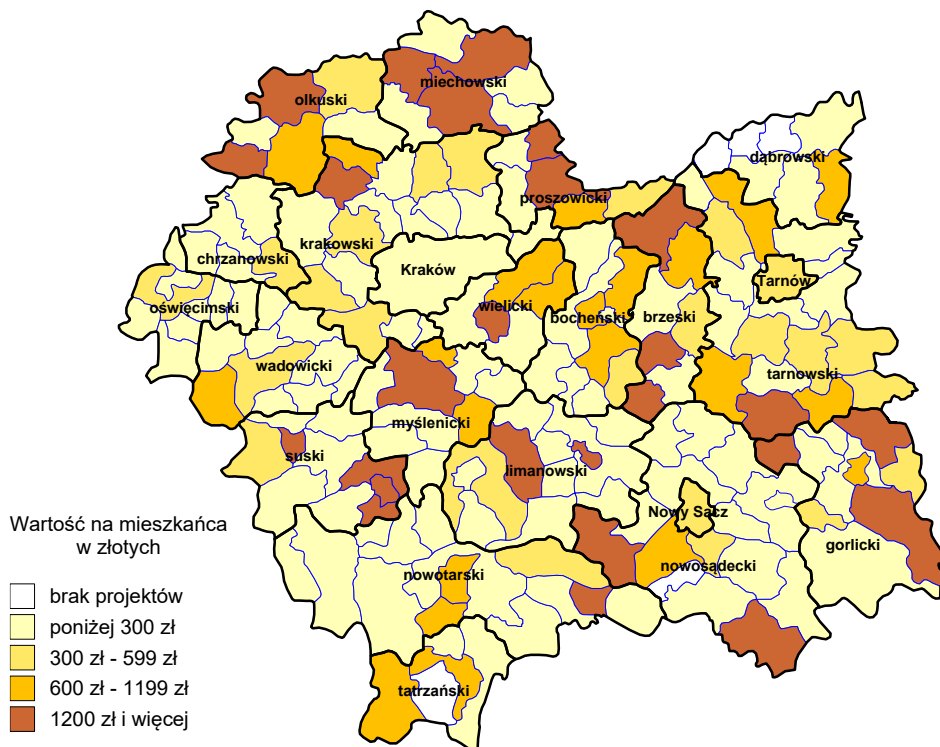 miechowski
olkuski
dąbrowski
proszowicki
krakowski
chrzanowski
Kraków
Tarnów
oświęcimski
wielicki
bocheński
brzeski
wadowicki
tarnowski
myślenicki
suski
limanowski
Nowy Sącz
gorlicki
nowosądecki
nowotarski
tatrzański
Wartość na mieszkańca
w złotych
brak projektów
poniżej 300 zł
300 zł - 599 zł
600 zł - 1199 zł
1200 zł i więcej